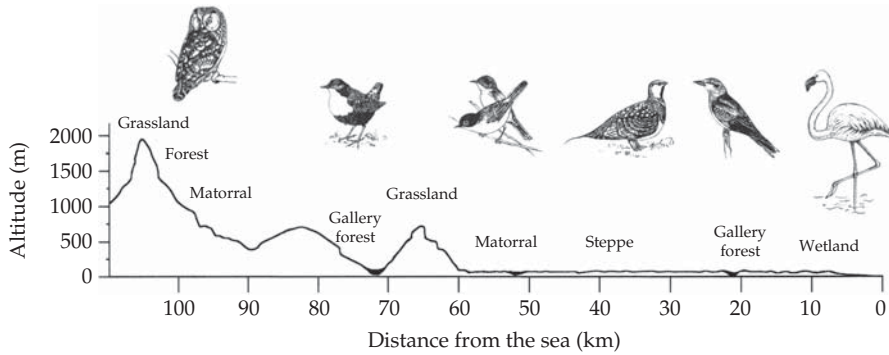 Altitude (m)
2000
1500
1000
500
0
Grassland
Forest
Matorral
Gallery
forest
Grassland
Matorral
Steppe
Gallery
forest
Wetland
100 90 80 70 60 50 40 30 20 10 0
Distance from the sea (km)